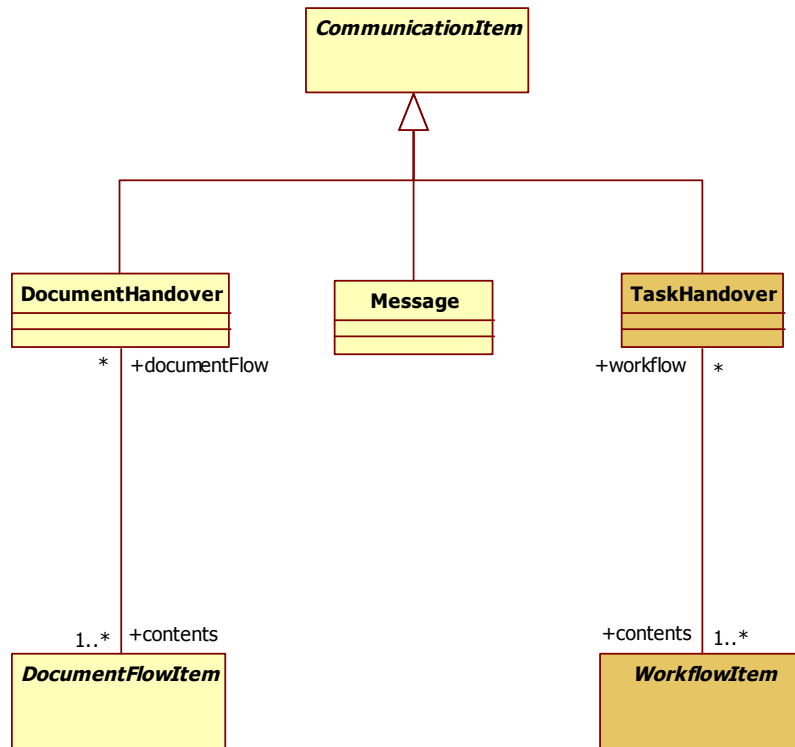 CommunicationItem
DocumentHandover
Message
TaskHandover
* +documentFlow
+workflow *
1..* +contents
+contents 1..*
DocumentFlowItem
WorkflowItem